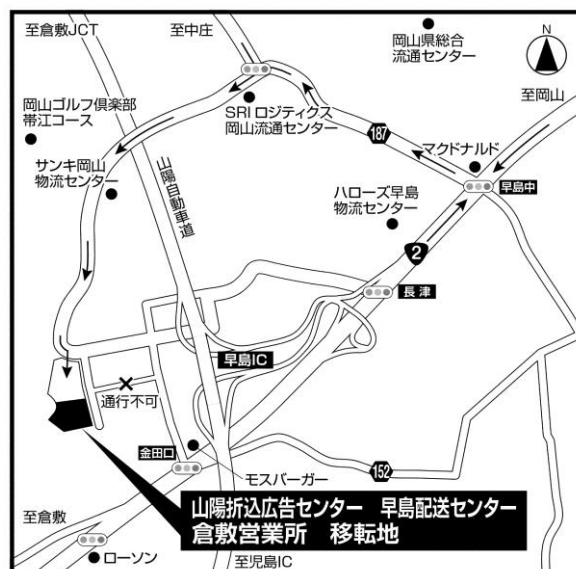 至倉敷JCT
至中庄
岡山県総合
流通センター
N
岡山ゴルフ倶楽部
帯江コース
SRIロジティクス
岡山流通センター
至岡山
187
マクドナルド
サンキ岡山
物流センター
山陽自動車道
早島中
ハローズ早島
物流センター
2
長津
早島IC
通行不可
金田口
モスバーガー
152
山陽折込広告センター 早島配送センター
倉敷営業所 移転地
至倉敷
ローソン
至児島IC